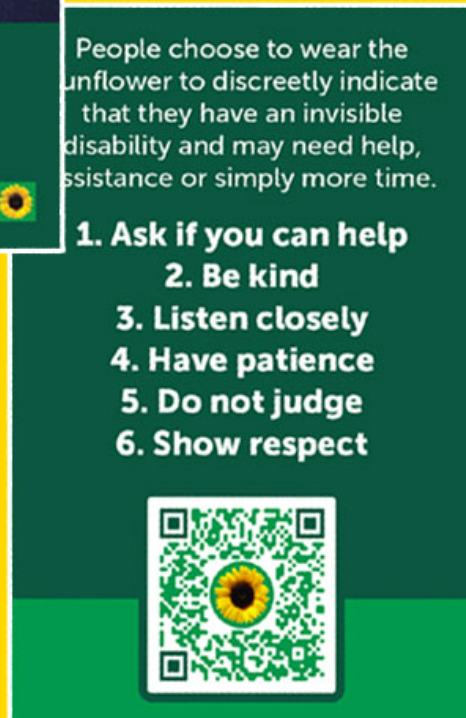 People choose to wear the
unflower to discreetly indicate
that they have an invisible
disability and may need help,
ssistance or simply more time.
1. Ask if you can help
2. Be kind
3. Listen closely
4. Have patience
5. Do not judge
6. Show respect